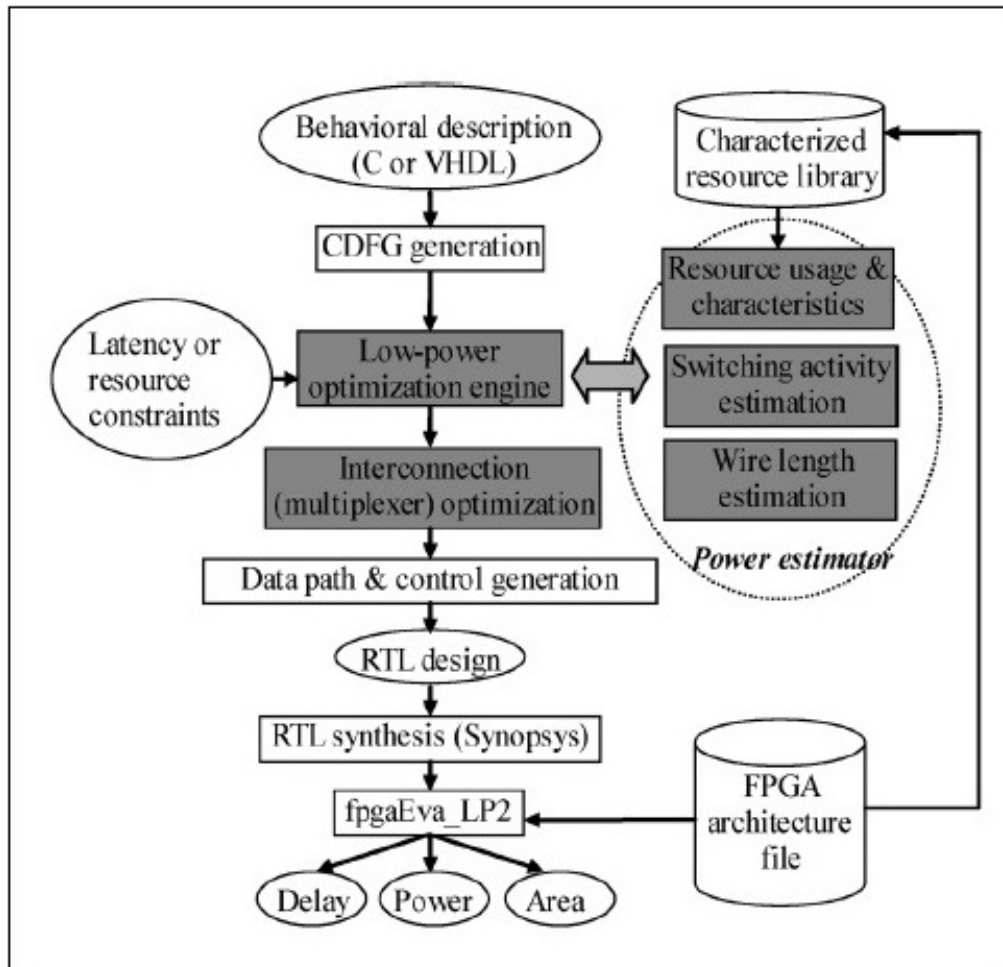 Behavioral description
(C or VHDL)
Characterized
resource library
CDFG generation
Resource usage &
characteristics
Latency or
resource
constraints
Low-power
optimization engine
Switching activity
estimation
Interconnection
(multiplexer) optimization
Wire length
estimation
Power estimator
Data path & control generation
RTL design
RTL synthesis (Synopsys)
fpgaEva_LP2
FPGA
architecture
file
Delay
Power
Area